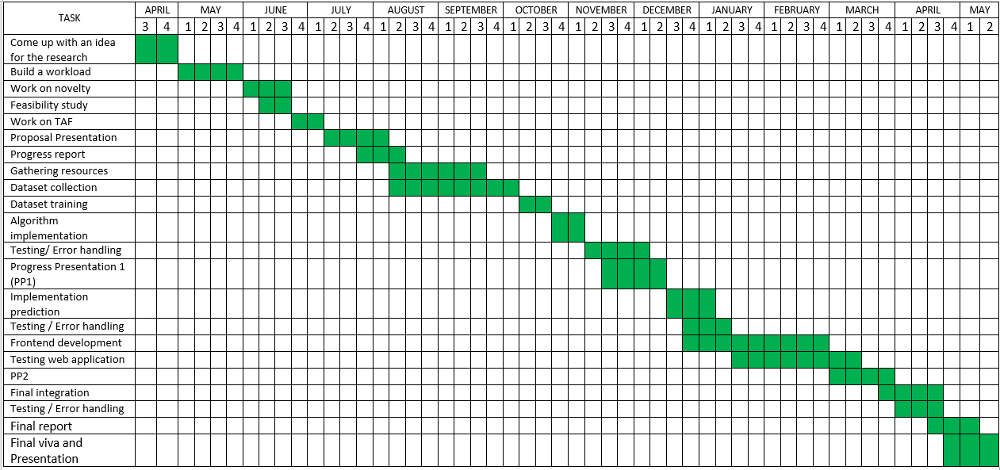 TASK APRIL MAY JUNE JULY AUGUST SEPTEMBER OCTOBER NOVEMBER DECEMBER JANUARY FEBRUARY MARCH APRIL MAY
3 4 1 2 3 4 1 2 3 4 1 2 3 4 1 2 3 4 1 2 3 4 1 2 3 4 1 2 3 4 1 2 3 4 1 2 3 4 1 2 3 4 1 2 3 4 1 2 3 4 1 2
Come up with an idea
for the research
Build a workload
Work on novelty
Feasibility study
Work on TAF
Proposal Presentation
Progress report
Gathering resources
Dataset collection
Dataset training
Algorithm
implementation
Testing/ Error handling
Progress Presentation 1
(PP1)
Implementation
prediction
Testing / Error handling
Frontend development
Testing web application
PP2
Final integration
Testing / Error handling
Final report
Final viva and
Presentation